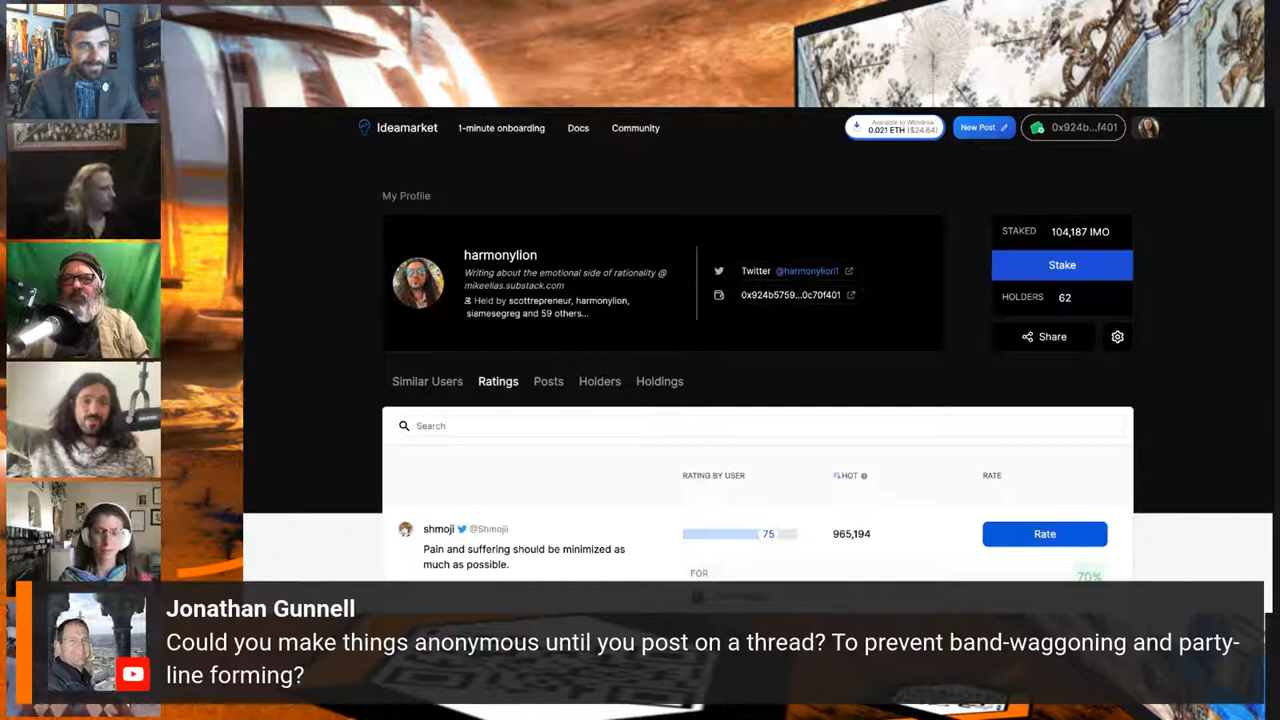 Ideamarket
1-minute onboarding
Docs
Community
Available to Withdraw
0.021 ETH ($24.64)
New Post
0x924b...f401
My Profile
harmonylion
Writing about the emotional side of rationality @
mikeelias.substack.com
Held by scottrepreneur, harmonylion,
siamesegreg and 59 others...
Twitter @harmonylion1
0x924b5759...0c70f401
STAKED 104,187 IMO
Stake
HOLDERS 62
Share
Similar Users
Ratings
Posts
Holders
Holdings
Search
RATING BY USER
HOT
RATE
shmoji @Shmojii
Pain and suffering should be minimized as
much as possible.
75
965,194
Rate
FOR
70%
Jonathan Gunnell
Could you make things anonymous until you post on a thread? To prevent band-waggoning and party-
line forming?